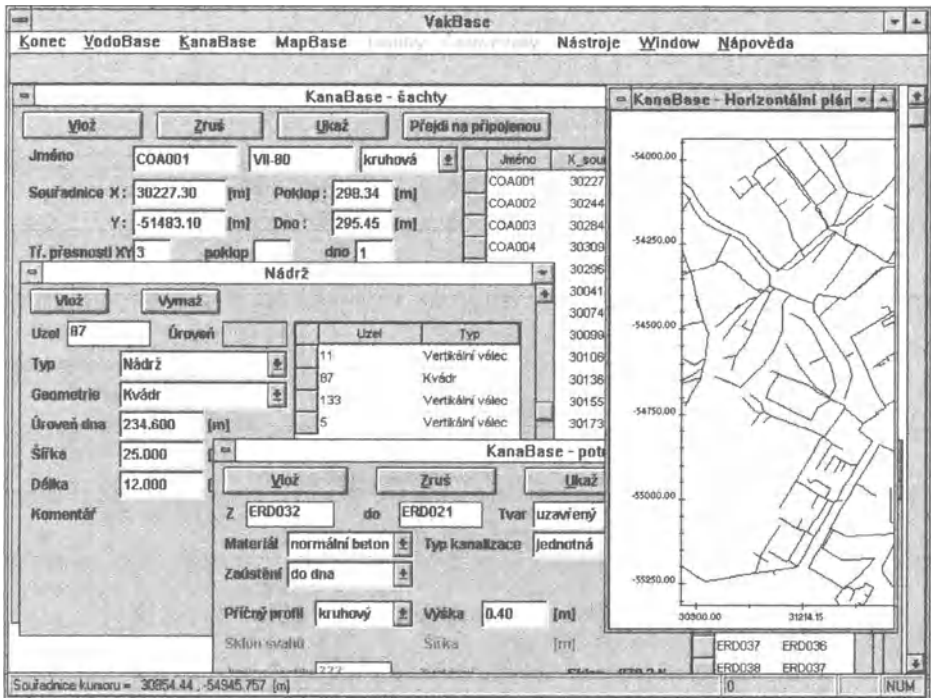 VakBase
Konec VodoBase KanaBase MapBase Nástroje Window Nápověda
KanaBase - šachty
Vlož Zruš Ukaž Přejdi na připojenou
Jméno COA001 VII-80 kruhová
Souřadnice X: 30227.30 [m] Poklop: 298.34 [m]
Y: -51483.10 [m] Dno: 295.45 [m]
Tř. přesnosti XY 3 poklop dno 1
Jméno X_sou
COA001 30227
COA002 30244
COA003 30284
COA004 30309
30296
30041
30074
30099
30106
30136
30155
30173
Nádrž
Vlož Vymaž
Uzel 87 Úroveň
Typ Nádrž
Geometrie Kvádr
Úroveň dna 234.600 [m]
Šířka 25.000
Délka 12.000
Komentář
Uzel Typ
11 Vertikální válec
87 Kvádr
133 Vertikální válec
5 Vertikální válec
KanaBase - potr
Vlož Zruš Ukaž
Z ERD032 do ERD021 Tvar uzavřený
Materiál normální beton Typ kanalizace jednotná
Zaústění do dna
Příčný profil kruhový Výška 0.40 [m]
Sklon svahů Šířka [m]
KanaBase - Horizontální plán
-54000.00
-54250.00
-54500.00
-54750.00
-55000.00
-55250.00
31214.15
ERD037 ERD036
ERD038 ERD037
Souřadnice kurzoru = 30854.44 , -54945.757 [m] 0 NUM